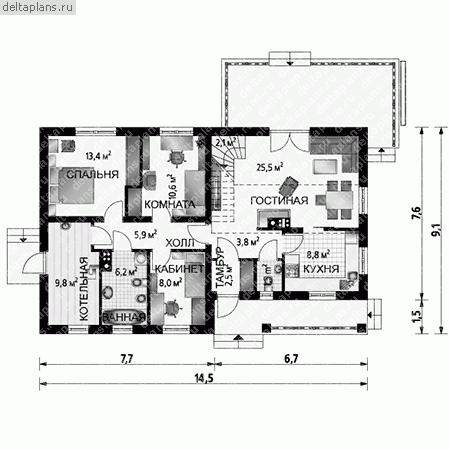 deltaplans.ru
13,4 м²
СПАЛЬНЯ
10,6 м²
КОМНАТА
2,1 м²
25,5 м²
ГОСТИНАЯ
5,9 м²
ХОЛЛ
3,8 м²
ТАМБУР
2,5 м²
8,8 м²
КУХНЯ
9,8 м²
КОТЕЛЬНАЯ
6,2 м²
ВАННАЯ
КАБИНЕТ
8,0 м²
7,6
9,1
1,5
7,7
6,7
14,5